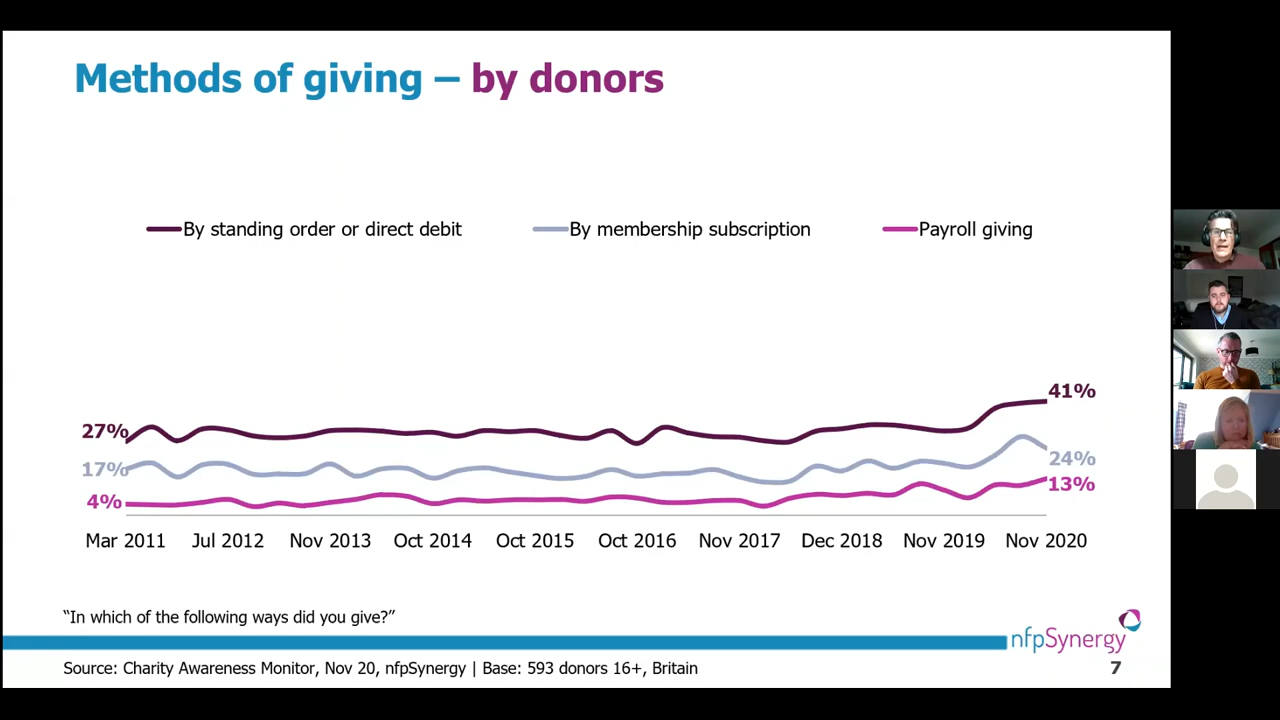 Methods of giving – by donors
By standing order or direct debit
By membership subscription
Payroll giving
41%
27%
24%
17%
13%
4%
Mar 2011
Jul 2012
Nov 2013
Oct 2014
Oct 2015
Oct 2016
Nov 2017
Dec 2018
Nov 2019
Nov 2020
“In which of the following ways did you give?”
nfpSynergy
Source: Charity Awareness Monitor, Nov 20, nfpSynergy | Base: 593 donors 16+, Britain
7